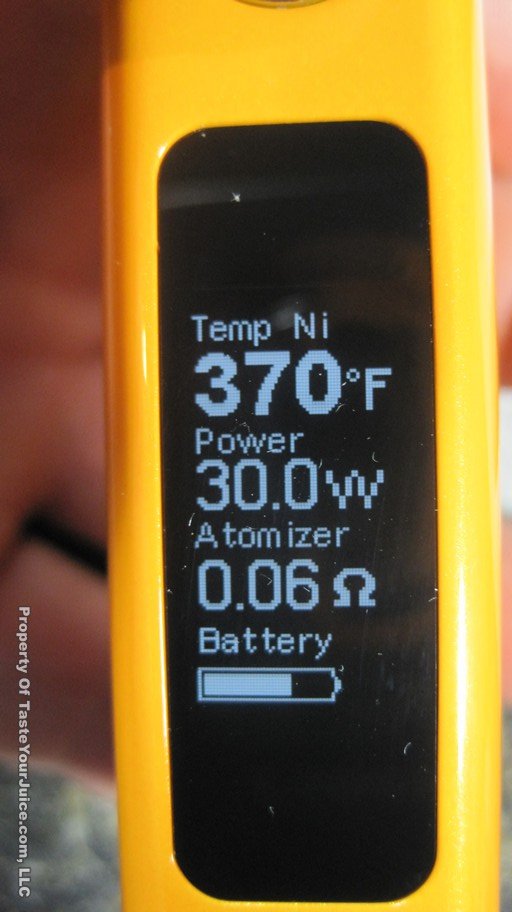 Temp Ni
370°F
Power
30.0W
Atomizer
0.06Ω
Battery
Property Of TasteYourJuice.com, LLC